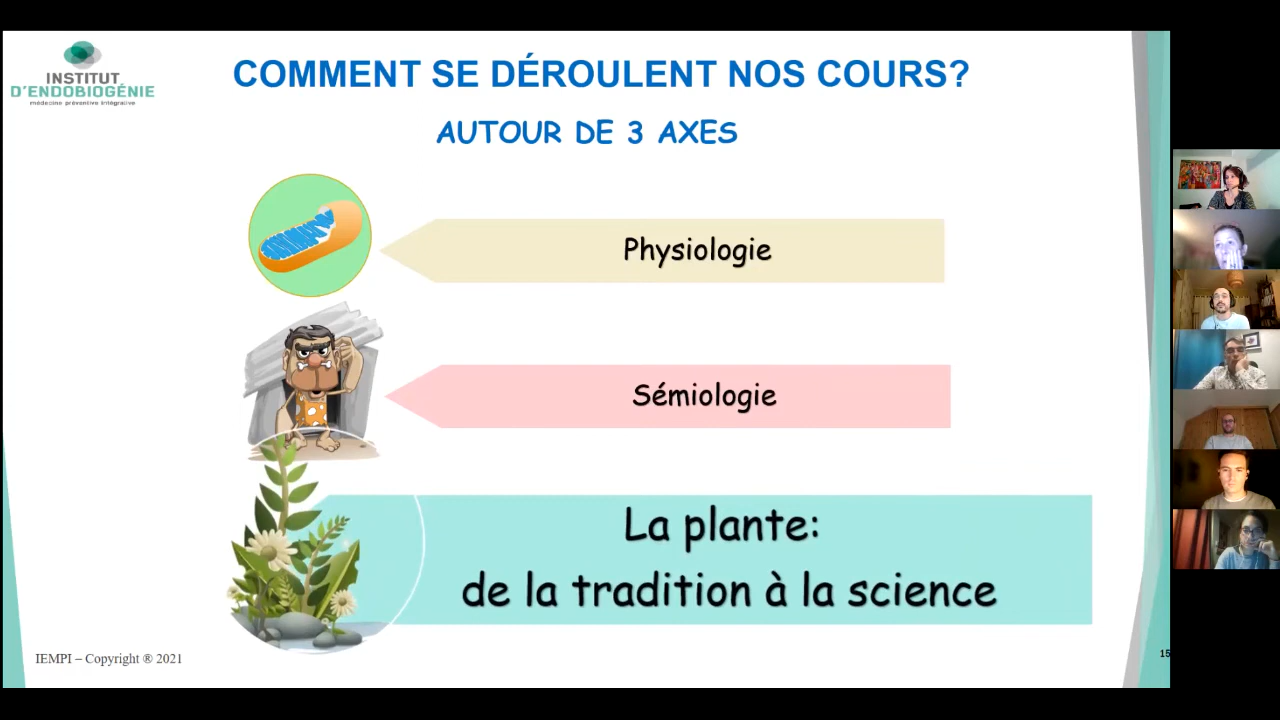 INSTITUT
D'ENDOBIOGÉNIE
médecine préventive intégrative
COMMENT SE DÉROULENT NOS COURS?
AUTOUR DE 3 AXES
Physiologie
Sémiologie
La plante:
de la tradition à la science
IEMPI – Copyright ® 2021
15